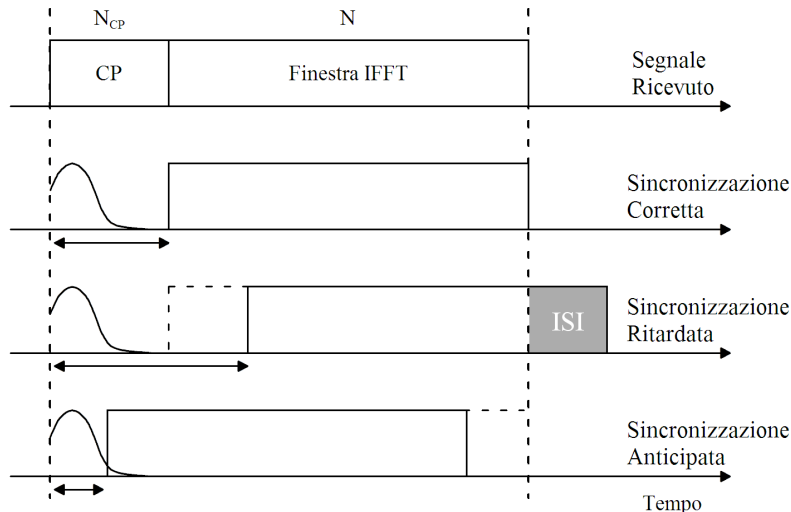 N_CP
N
CP
Finestra IFFT
Segnale
Ricevuto
Sincronizzazione
Corretta
ISI
Sincronizzazione
Ritardata
Sincronizzazione
Anticipata
Tempo